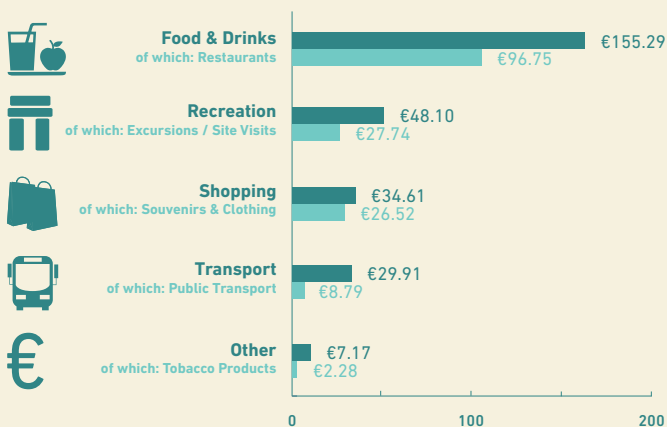 Food & Drinks €155.29
of which: Restaurants €96.75
Recreation €48.10
of which: Excursions / Site Visits €27.74
Shopping €34.61
of which: Souvenirs & Clothing €26.52
Transport €29.91
of which: Public Transport €8.79
€
Other €7.17
of which: Tobacco Products €2.28
0 100 200